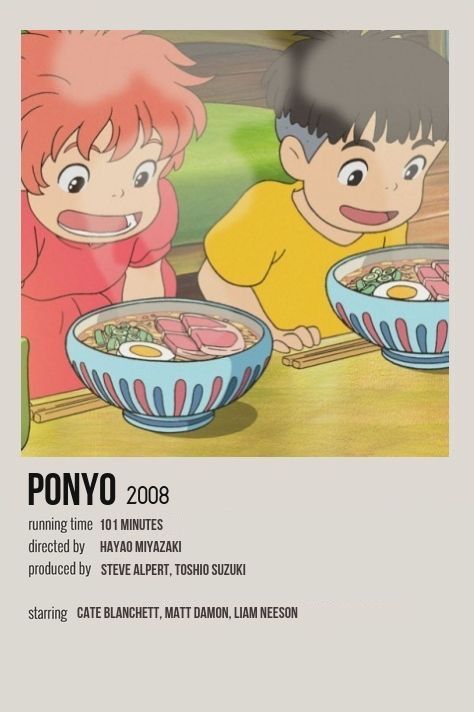 PONYO 2008
running time 101 MINUTES
directed by HAYAO MIYAZAKI
produced by STEVE ALPERT, TOSHIO SUZUKI
starring CATE BLANCHETT, MATT DAMON, LIAM NEESON